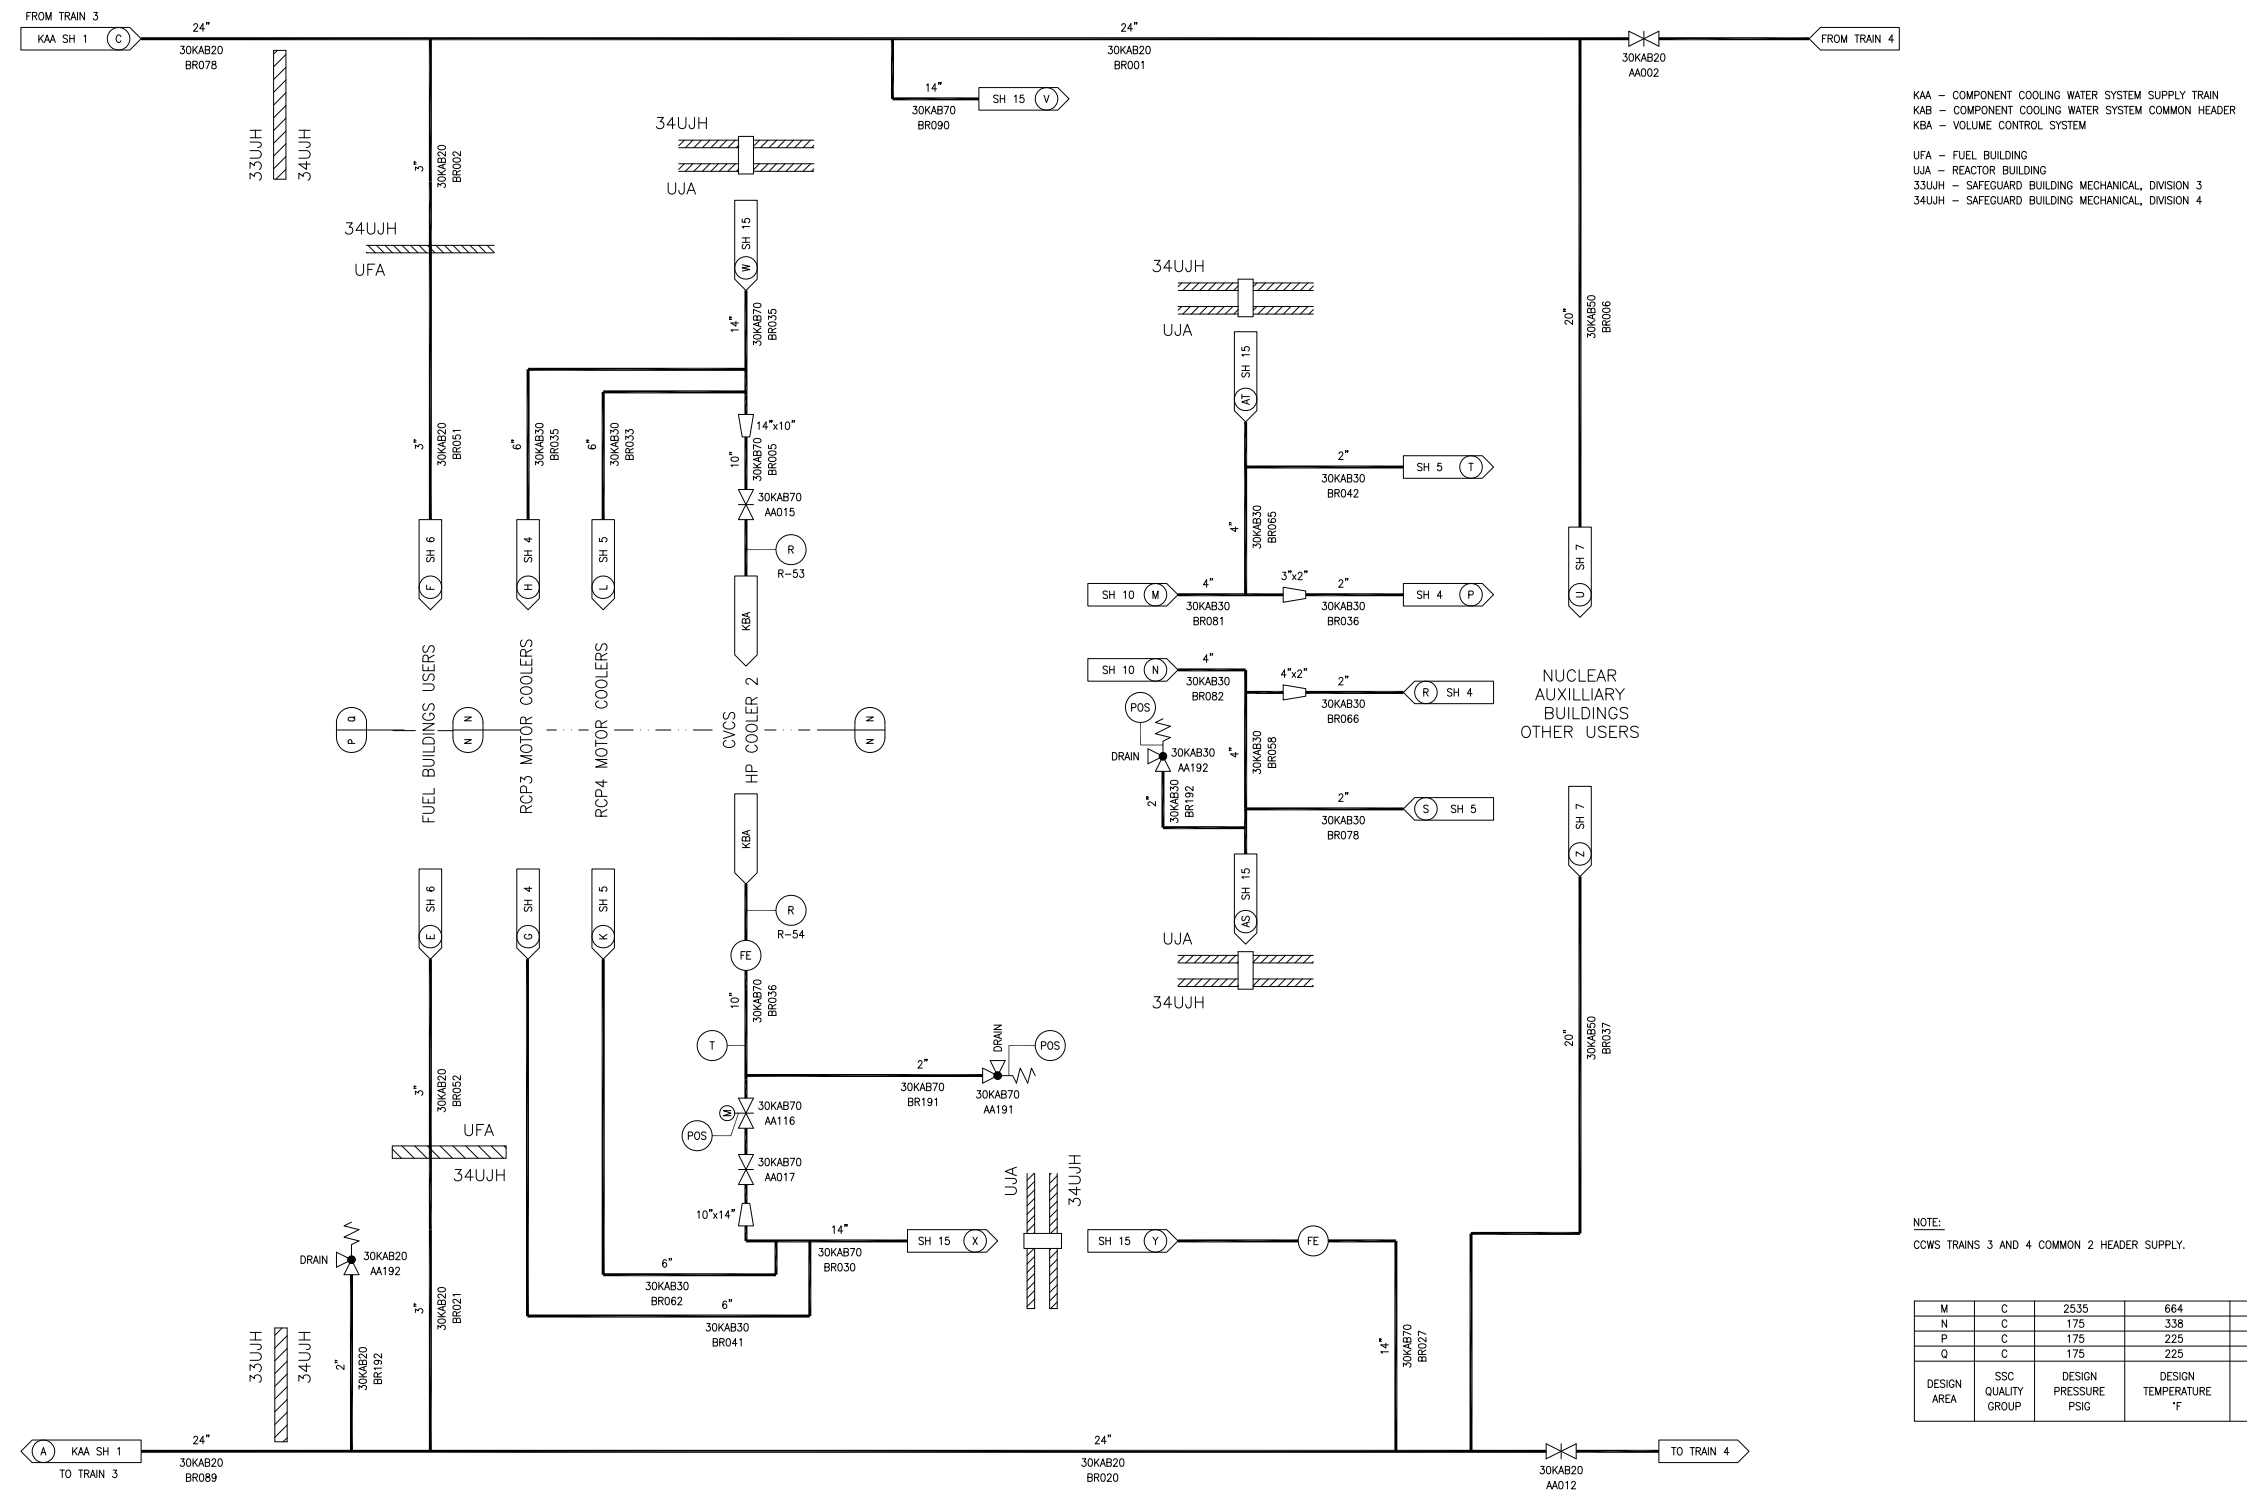 FROM TRAIN 3
KAA SH 1 C
24"
30KAB20
BR078
24"
30KAB20
BR001
30KAB20
AA002
FROM TRAIN 4
14"
30KAB70
BR090
SH 15 V
KAA – COMPONENT COOLING WATER SYSTEM SUPPLY TRAIN
KAB – COMPONENT COOLING WATER SYSTEM COMMON HEADER
KBA – VOLUME CONTROL SYSTEM
UFA – FUEL BUILDING
UJA – REACTOR BUILDING
33UJH – SAFEGUARD BUILDING MECHANICAL, DIVISION 3
34UJH – SAFEGUARD BUILDING MECHANICAL, DIVISION 4
33UJH
34UJH
3"
30KAB20
BR002
34UJH
UFA
34UJH
UJA
W SH 15
14"
30KAB70
BR035
34UJH
UJA
AT SH 15
20"
30KAB50
BR006
3"
30KAB20
BR051
6"
30KAB30
BR035
6"
30KAB30
BR033
14"x10"
10"
30KAB70
BR005
30KAB70
AA015
R
R-53
KBA
F SH 6
H SH 4
L SH 5
2"
30KAB30
BR042
SH 5 T
4"
30KAB30
BR065
SH 10 M
4"
30KAB30
BR081
3"x2"
2"
30KAB30
BR036
SH 4 P
U SH 7
FUEL BUILDINGS USERS
RCP3 MOTOR COOLERS
RCP4 MOTOR COOLERS
CVCS
HP COOLER 2
P Q
N N
N N
SH 10 N
4"
30KAB30
BR082
4"x2"
2"
30KAB30
BR066
R SH 4
POS
DRAIN
30KAB30
AA192
2"
30KAB30
BR192
4"
30KAB30
BR058
2"
30KAB30
BR078
S SH 5
NUCLEAR
AUXILLIARY
BUILDINGS
OTHER USERS
KBA
E SH 6
G SH 4
K SH 5
R
R-54
FE
10"
30KAB70
BR036
AS SH 15
UJA
34UJH
Z SH 7
20"
30KAB50
BR037
T
2"
30KAB70
BR191
DRAIN
POS
30KAB70
AA191
3"
30KAB20
BR052
M
30KAB70
AA116
POS
30KAB70
AA017
10"x14"
UFA
34UJH
14"
30KAB70
BR030
SH 15 X
UJA
34UJH
SH 15 Y
FE
6"
30KAB30
BR062
6"
30KAB30
BR041
DRAIN
30KAB20
AA192
3"
30KAB20
BR021
33UJH
34UJH
2"
30KAB20
BR192
14"
30KAB70
BR027
NOTE:
CCWS TRAINS 3 AND 4 COMMON 2 HEADER SUPPLY.
M C 2535 664
N C 175 338
P C 175 225
Q C 175 225
DESIGN AREA
SSC QUALITY GROUP
DESIGN PRESSURE PSIG
DESIGN TEMPERATURE °F
A KAA SH 1
TO TRAIN 3
24"
30KAB20
BR089
24"
30KAB20
BR020
30KAB20
AA012
TO TRAIN 4